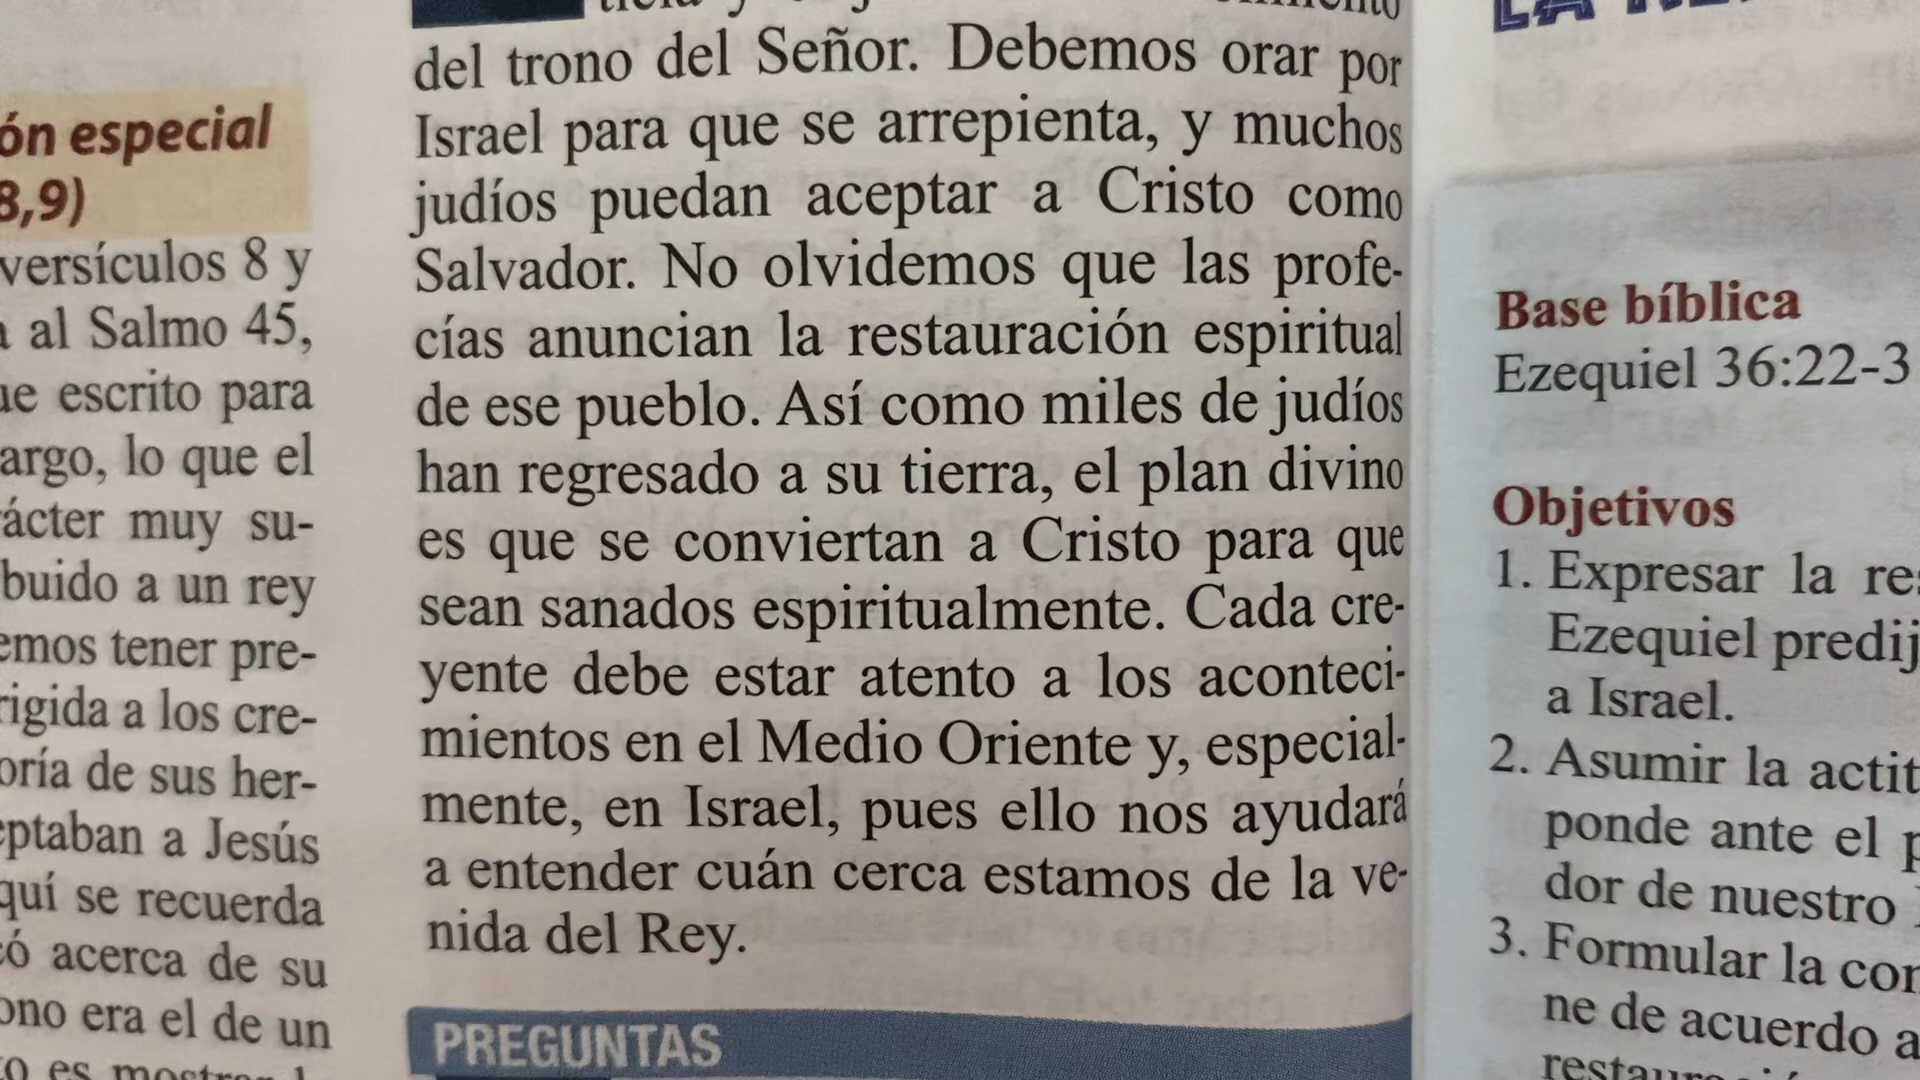 ón especial
8,9)
versículos 8 y
al Salmo 45,
escrito para
argo, lo que el
ácter muy su-
buido a un rey
emos tener pre-
rigida a los cre-
oría de sus her-
eptaban a Jesús
quí se recuerda
có acerca de su
ono era el de un
es
del trono del Señor. Debemos orar por
Israel para que se arrepienta, y muchos
judíos puedan aceptar a Cristo como
Salvador. No olvidemos que las profe-
cías anuncian la restauración espiritual
de ese pueblo. Así como miles de judíos
han regresado a su tierra, el plan divino
es que se conviertan a Cristo para que
sean sanados espiritualmente. Cada cre-
yente debe estar atento a los aconteci-
mientos en el Medio Oriente y, especial-
mente, en Israel, pues ello nos ayudará
a entender cuán cerca estamos de la ve-
nida del Rey.
PREGUNTAS
LA
Base bíblica
Ezequiel 36:22-3
Objetivos
1. Expresar la res
Ezequiel predij
a Israel.
2. Asumir la actit
ponde ante el p
dor de nuestro
3. Formular la con
ne de acuerdo a